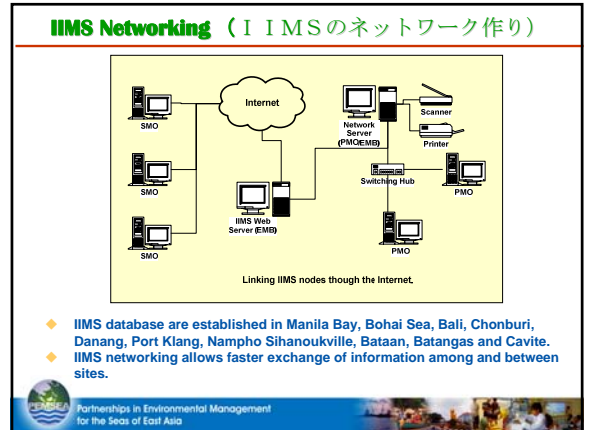 IIMS Networking (ＩＩＭＳのネットワーク作り)
Internet
SMO
SMO
SMO
IIMS Web
Server (EMB)
Network
Server
(PMO/EMB)
Scanner
Printer
Switching Hub
PMO
PMO
Linking IIMS nodes though the Internet.
IIMS database are established in Manila Bay, Bohai Sea, Bali, Chonburi,
Danang, Port Klang, Nampho Sihanoukville, Bataan, Batangas and Cavite.
IIMS networking allows faster exchange of information among and between
sites.
PEMSEA
Partnerships in Environmental Management
for the Seas of East Asia